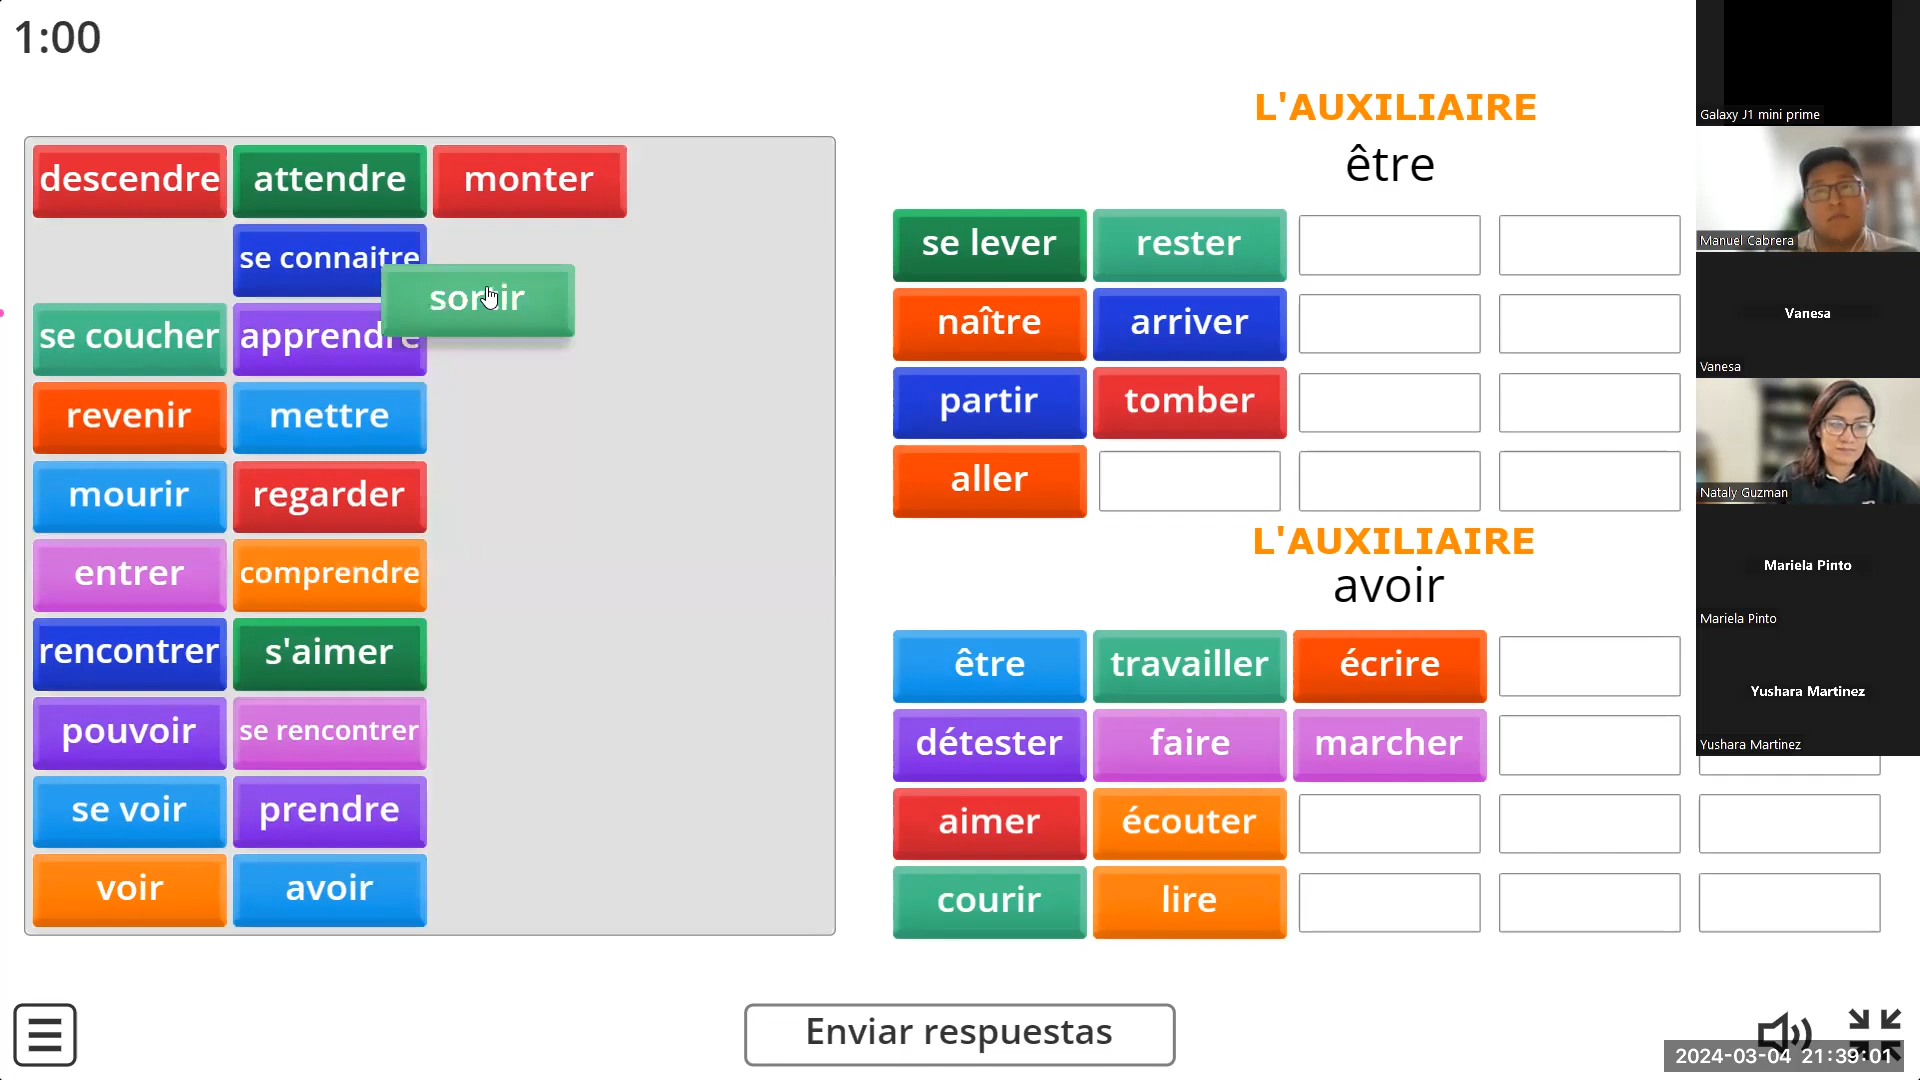 1:00
descendre
attendre
monter
se connaitre
sortir
se coucher
apprendre
revenir
mettre
mourir
regarder
entrer
comprendre
rencontrer
s'aimer
pouvoir
se rencontrer
se voir
prendre
voir
avoir
L'AUXILIAIRE
être
se lever
rester
naître
arriver
partir
tomber
aller
L'AUXILIAIRE
avoir
être
travailler
écrire
détester
faire
marcher
aimer
écouter
courir
lire
Enviar respuestas
Galaxy J1 mini prime
Manuel Cabrera
Vanesa
Vanesa
Nataly Guzman
Mariela Pinto
Mariela Pinto
Yushara Martinez
Yushara Martinez
2024-03-04 21:39:01